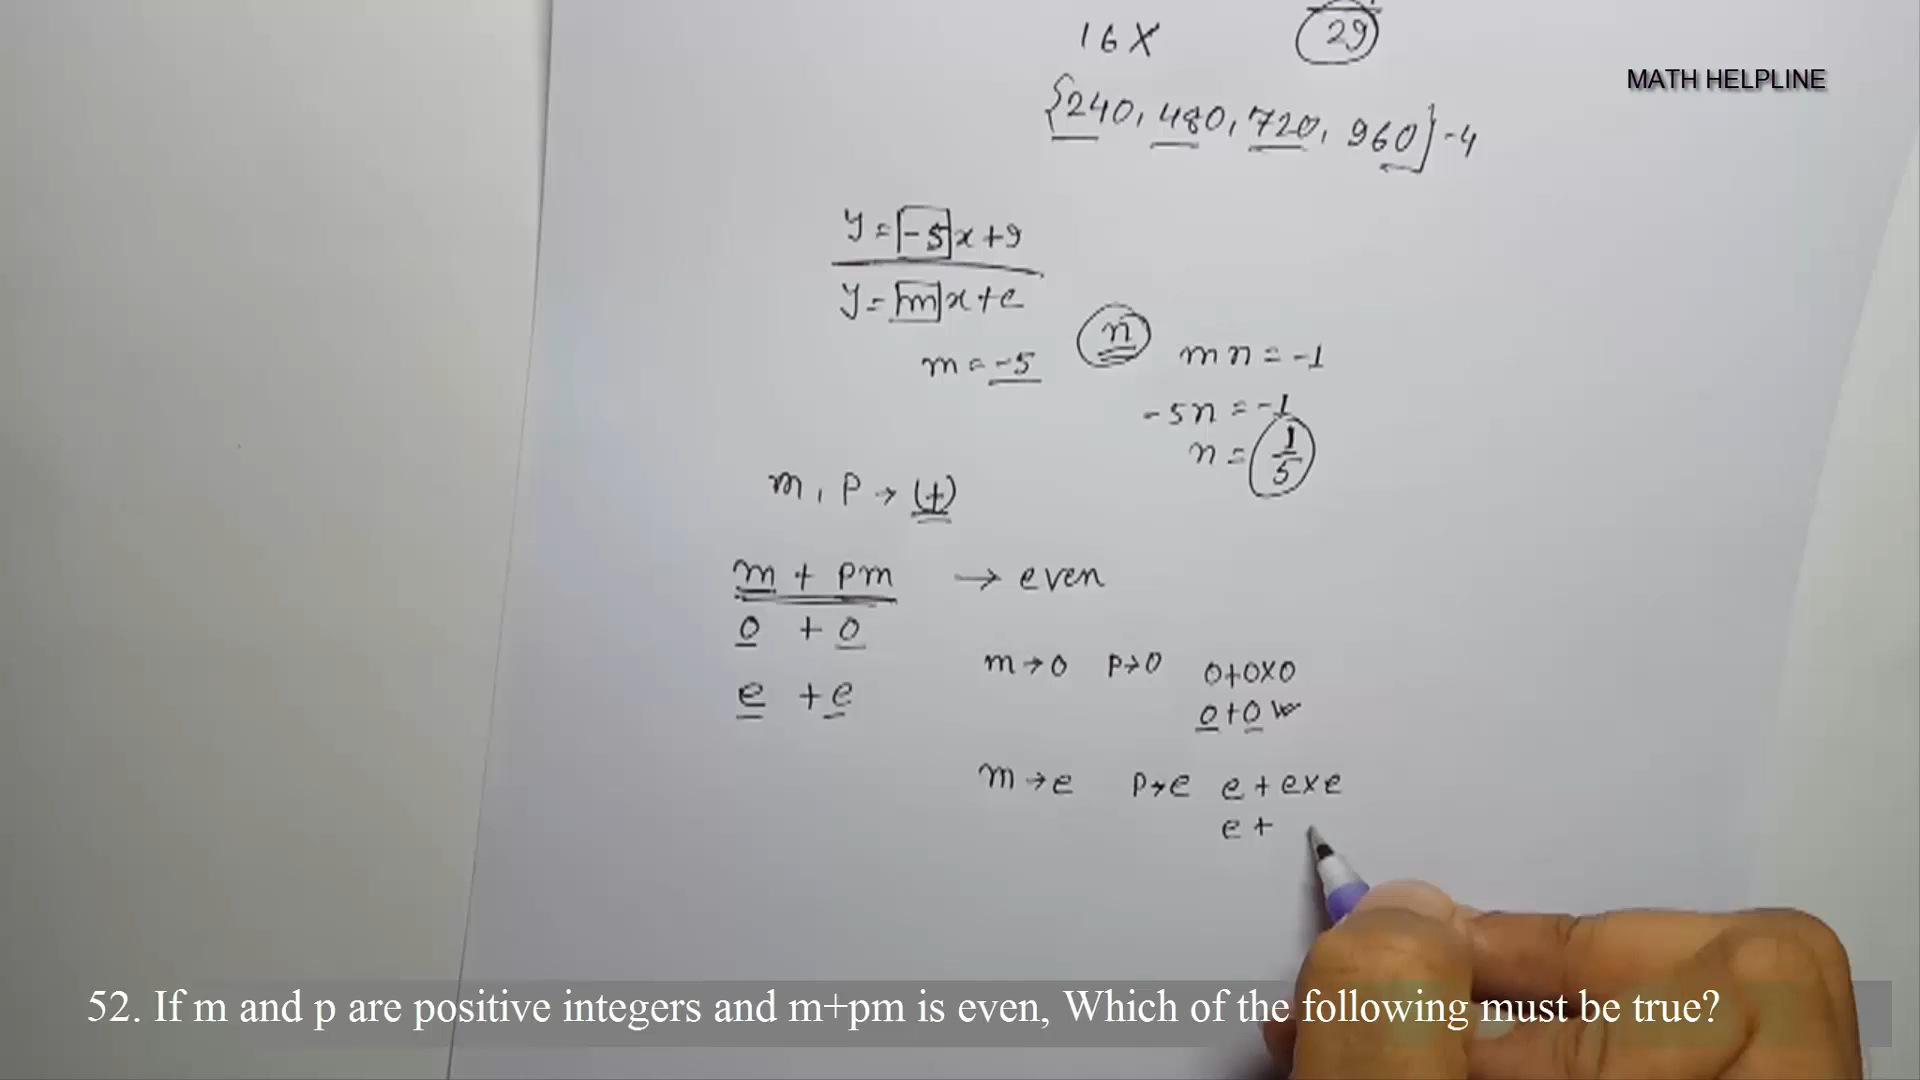 16X
29
MATH HELPLINE
{240, 480, 720, 960} - 4
y = -5x+9
y = mx+c
m = -5
n
mn = -1
-5n = -1
n = 1/5
m, p → (+)
m + pm → even
o + o
e + e
m→o p→o o+o×o
o+o
m→e p→e e+e×e
e +
52. If m and p are positive integers and m+pm is even, Which of the following must be true?